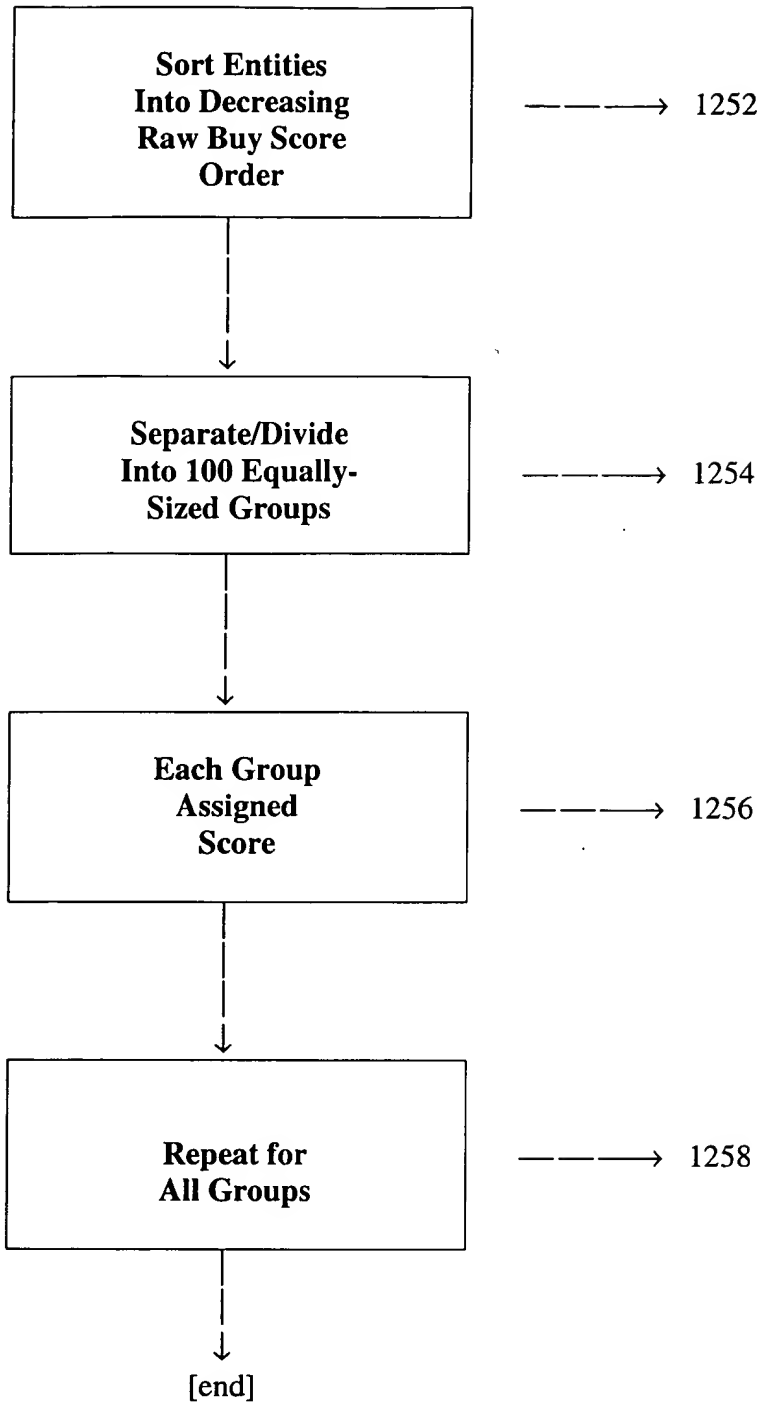 Sort Entities
Into Decreasing
Raw Buy Score
Order
1252
Separate/Divide
Into 100 Equally-
Sized Groups
1254
Each Group
Assigned
Score
1256
Repeat for
All Groups
1258
[end]